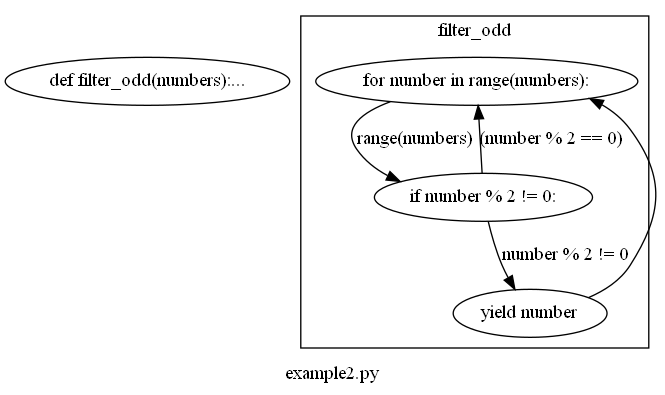 filter_odd
def filter_odd(numbers):...
for number in range(numbers):
range(numbers)
(number % 2 == 0)
if number % 2 != 0:
number % 2 != 0
yield number
example2.py